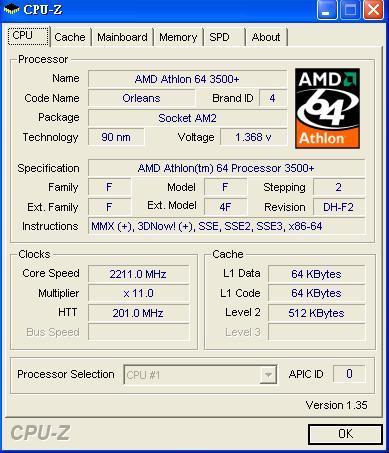 CPU-Z
CPU Cache Mainboard Memory SPD About
Processor
Name AMD Athlon 64 3500+
Code Name Orleans Brand ID 4
Package Socket AM2
Technology 90 nm Voltage 1.368 v
AMD
64
Athlon
Specification AMD Athlon(tm) 64 Processor 3500+
Family F Model F Stepping 2
Ext. Family F Ext. Model 4F Revision DH-F2
Instructions MMX (+), 3DNow! (+), SSE, SSE2, SSE3, x86-64
Clocks
Core Speed 2211.0 MHz
Multiplier x 11.0
HTT 201.0 MHz
Bus Speed
Cache
L1 Data 64 KBytes
L1 Code 64 KBytes
Level 2 512 KBytes
Level 3
Processor Selection CPU #1 APIC ID 0
Version 1.35
CPU-Z OK